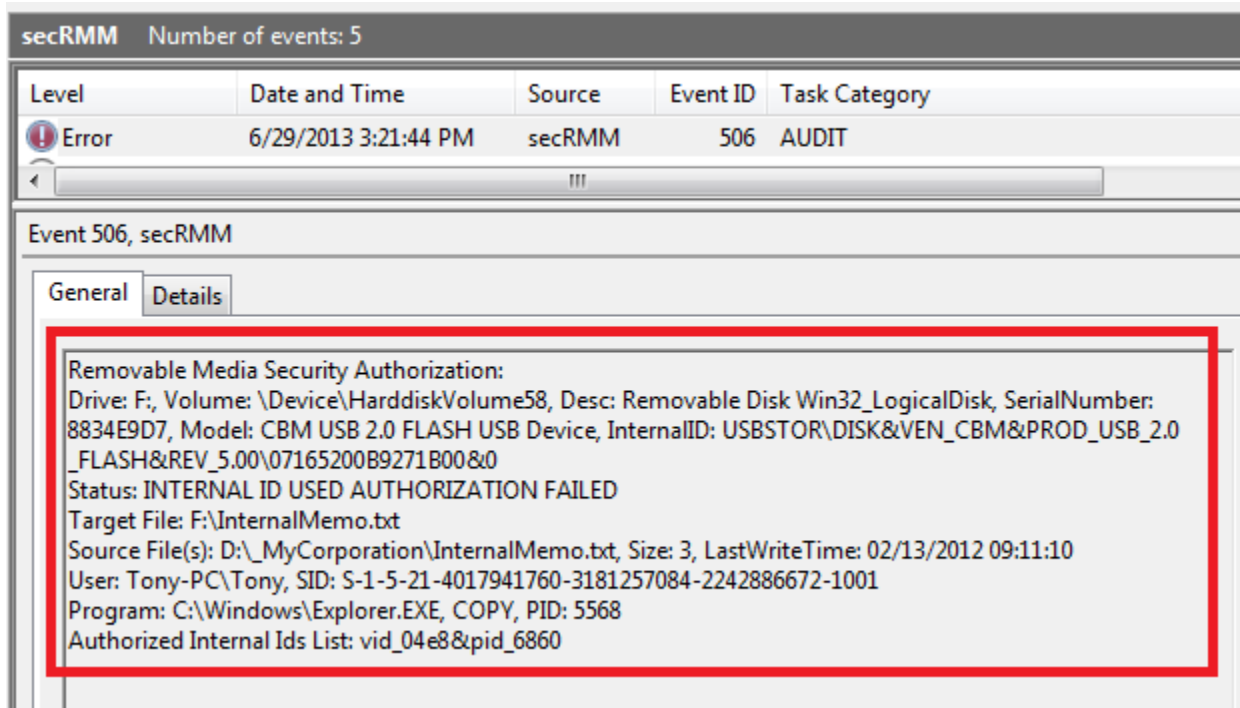 secRMM Number of events: 5
Level Date and Time Source Event ID Task Category
Error 6/29/2013 3:21:44 PM secRMM 506 AUDIT
Event 506, secRMM
General Details
Removable Media Security Authorization:
Drive: F:, Volume: \Device\HarddiskVolume58, Desc: Removable Disk Win32_LogicalDisk, SerialNumber:
8834E9D7, Model: CBM USB 2.0 FLASH USB Device, InternalID: USBSTOR\DISK&VEN_CBM&PROD_USB_2.0
_FLASH&REV_5.00\07165200B9271B00&0
Status: INTERNAL ID USED AUTHORIZATION FAILED
Target File: F:\InternalMemo.txt
Source File(s): D:\_MyCorporation\InternalMemo.txt, Size: 3, LastWriteTime: 02/13/2012 09:11:10
User: Tony-PC\Tony, SID: S-1-5-21-4017941760-3181257084-2242886672-1001
Program: C:\Windows\Explorer.EXE, COPY, PID: 5568
Authorized Internal Ids List: vid_04e8&pid_6860